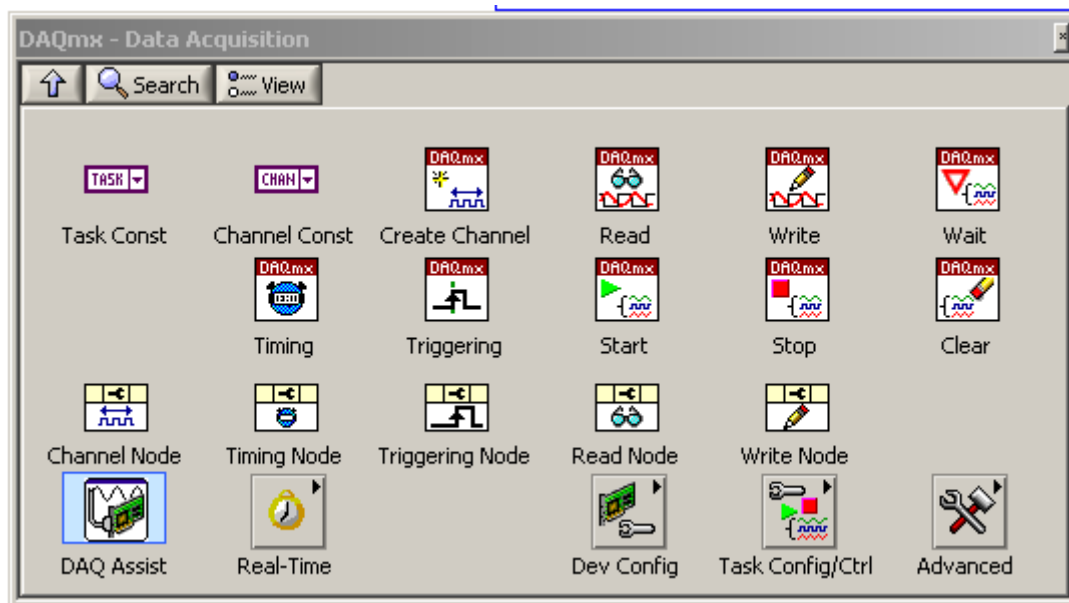 DAQmx - Data Acquisition
Search View
TASK CHAN DAQmx DAQmx DAQmx DAQmx
Task Const Channel Const Create Channel Read Write Wait
DAQmx DAQmx DAQmx DAQmx DAQmx
Timing Triggering Start Stop Clear
Channel Node Timing Node Triggering Node Read Node Write Node
DAQ Assist Real-Time Dev Config Task Config/Ctrl Advanced